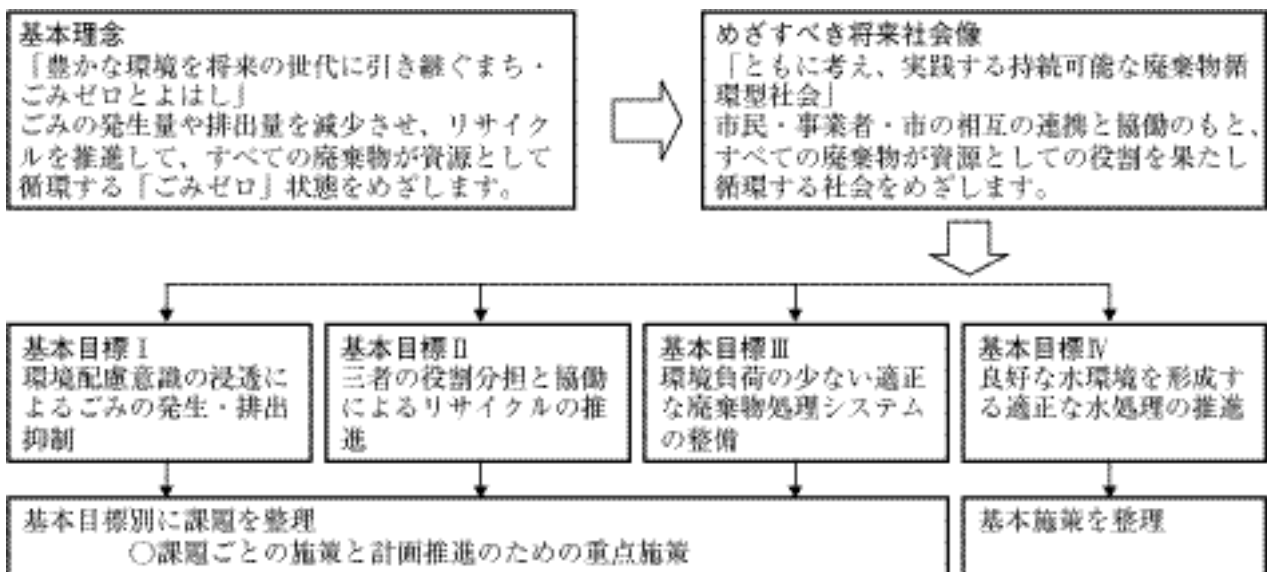 基本理念
「豊かな環境を将来の世代に引き継ぐまち・
ごみゼロとよはし」
ごみの発生量や排出量を減少させ、リサイク
ルを推進して、すべての廃棄物が資源として
循環する「ごみゼロ」状態をめざします。
めざすべき将来社会像
「ともに考え、実践する持続可能な廃棄物循
環型社会」
市民・事業者・市の相互の連携と協働のもと、
すべての廃棄物が資源としての役割を果たし
循環する社会をめざします。
基本目標Ⅰ
環境配慮意識の浸透に
よるごみの発生・排出
抑制
基本目標Ⅱ
三者の役割分担と協働
によるリサイクルの推
進
基本目標Ⅲ
環境負荷の少ない適正
な廃棄物処理システム
の整備
基本目標Ⅳ
良好な水環境を形成す
る適正な水処理の推進
基本目標別に課題を整理
○課題ごとの施策と計画推進のための重点施策
基本施策を整理